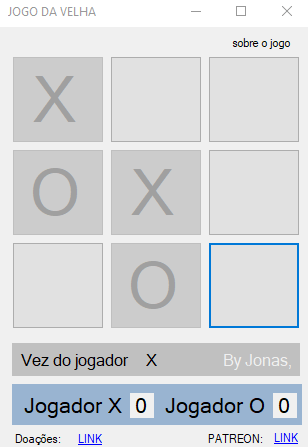 JOGO DA VELHA
sobre o jogo
X
O X
O
Vez do jogador X By Jonas,
Jogador X 0 Jogador O 0
Doações: LINK PATREON: LINK